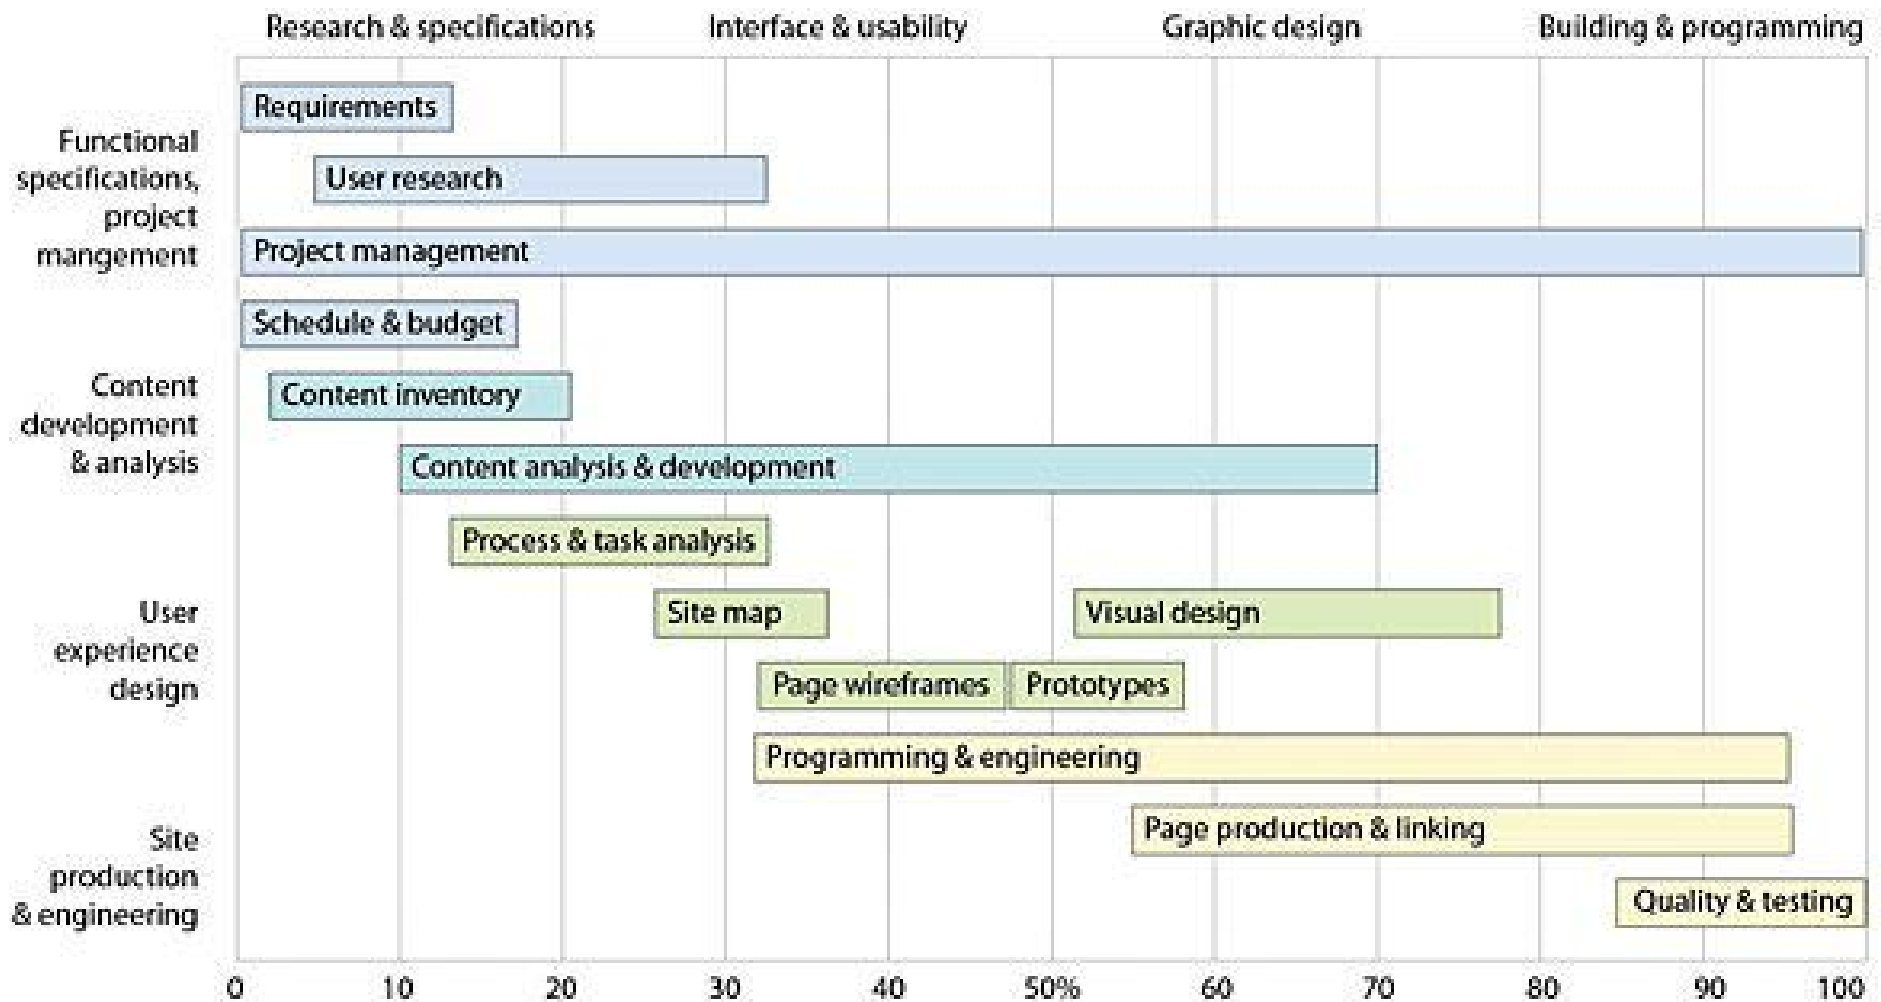 Research & specifications
Interface & usability
Graphic design
Building & programming
Functional
specifications,
project
mangement
Requirements
User research
Project management
Schedule & budget
Content
development
& analysis
Content inventory
Content analysis & development
User
experience
design
Process & task analysis
Site map
Visual design
Page wireframes
Prototypes
Site
production
& engineering
Programming & engineering
Page production & linking
Quality & testing
0 10 20 30 40 50% 60 70 80 90 100